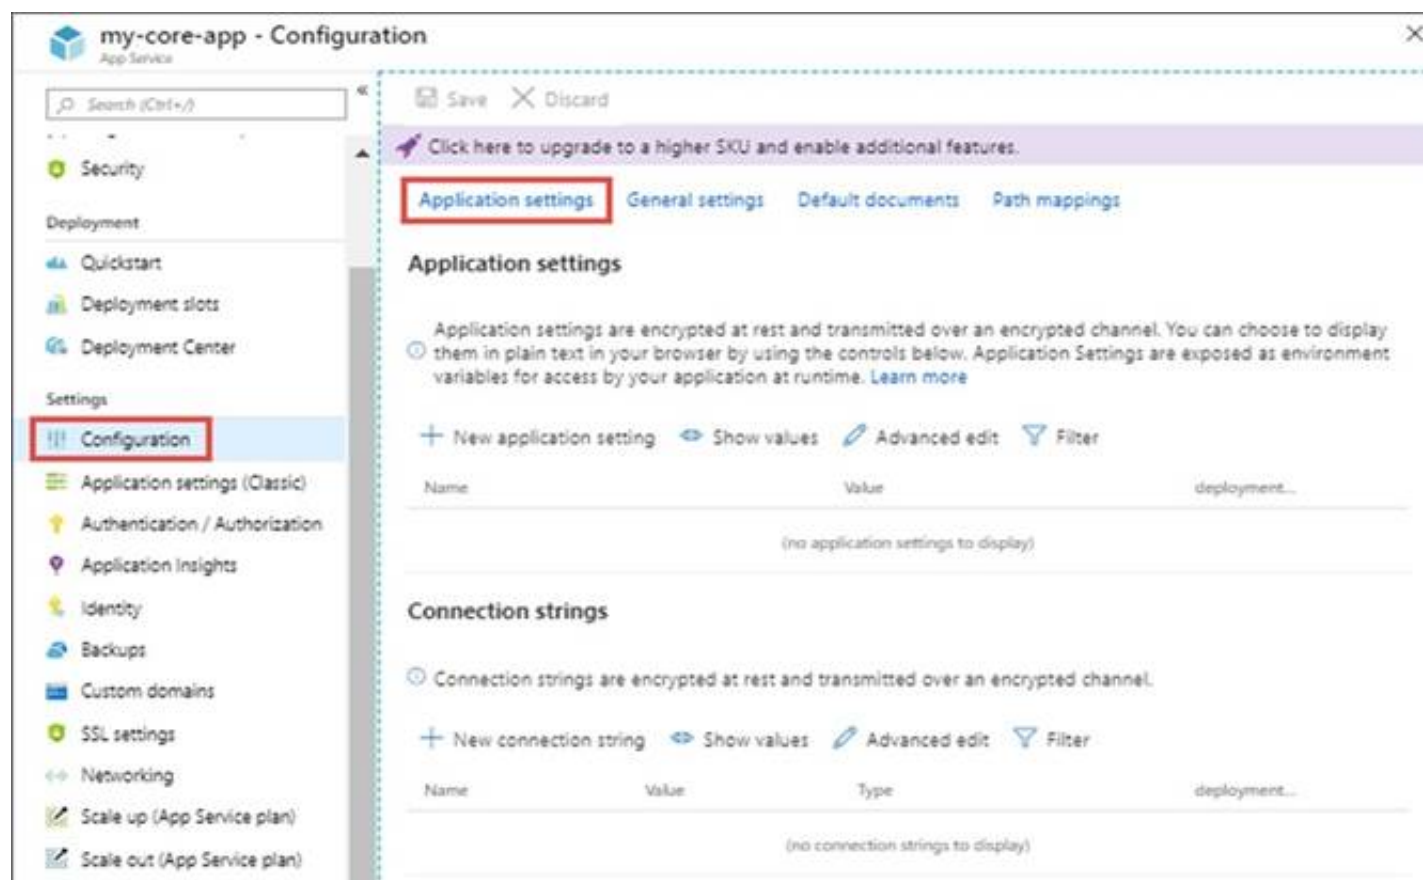 my-core-app - Configuration
App Service
Search (Ctrl+/)
Security
Deployment
Quickstart
Deployment slots
Deployment Center
Settings
Configuration
Application settings (Classic)
Authentication / Authorization
Application Insights
Identity
Backups
Custom domains
SSL settings
Networking
Scale up (App Service plan)
Scale out (App Service plan)
Save Discard
Click here to upgrade to a higher SKU and enable additional features.
Application settings General settings Default documents Path mappings
Application settings
Application settings are encrypted at rest and transmitted over an encrypted channel. You can choose to display
them in plain text in your browser by using the controls below. Application Settings are exposed as environment
variables for access by your application at runtime. Learn more
New application setting Show values Advanced edit Filter
Name Value deployment...
(no application settings to display)
Connection strings
Connection strings are encrypted at rest and transmitted over an encrypted channel.
New connection string Show values Advanced edit Filter
Name Value Type deployment...
(no connection strings to display)